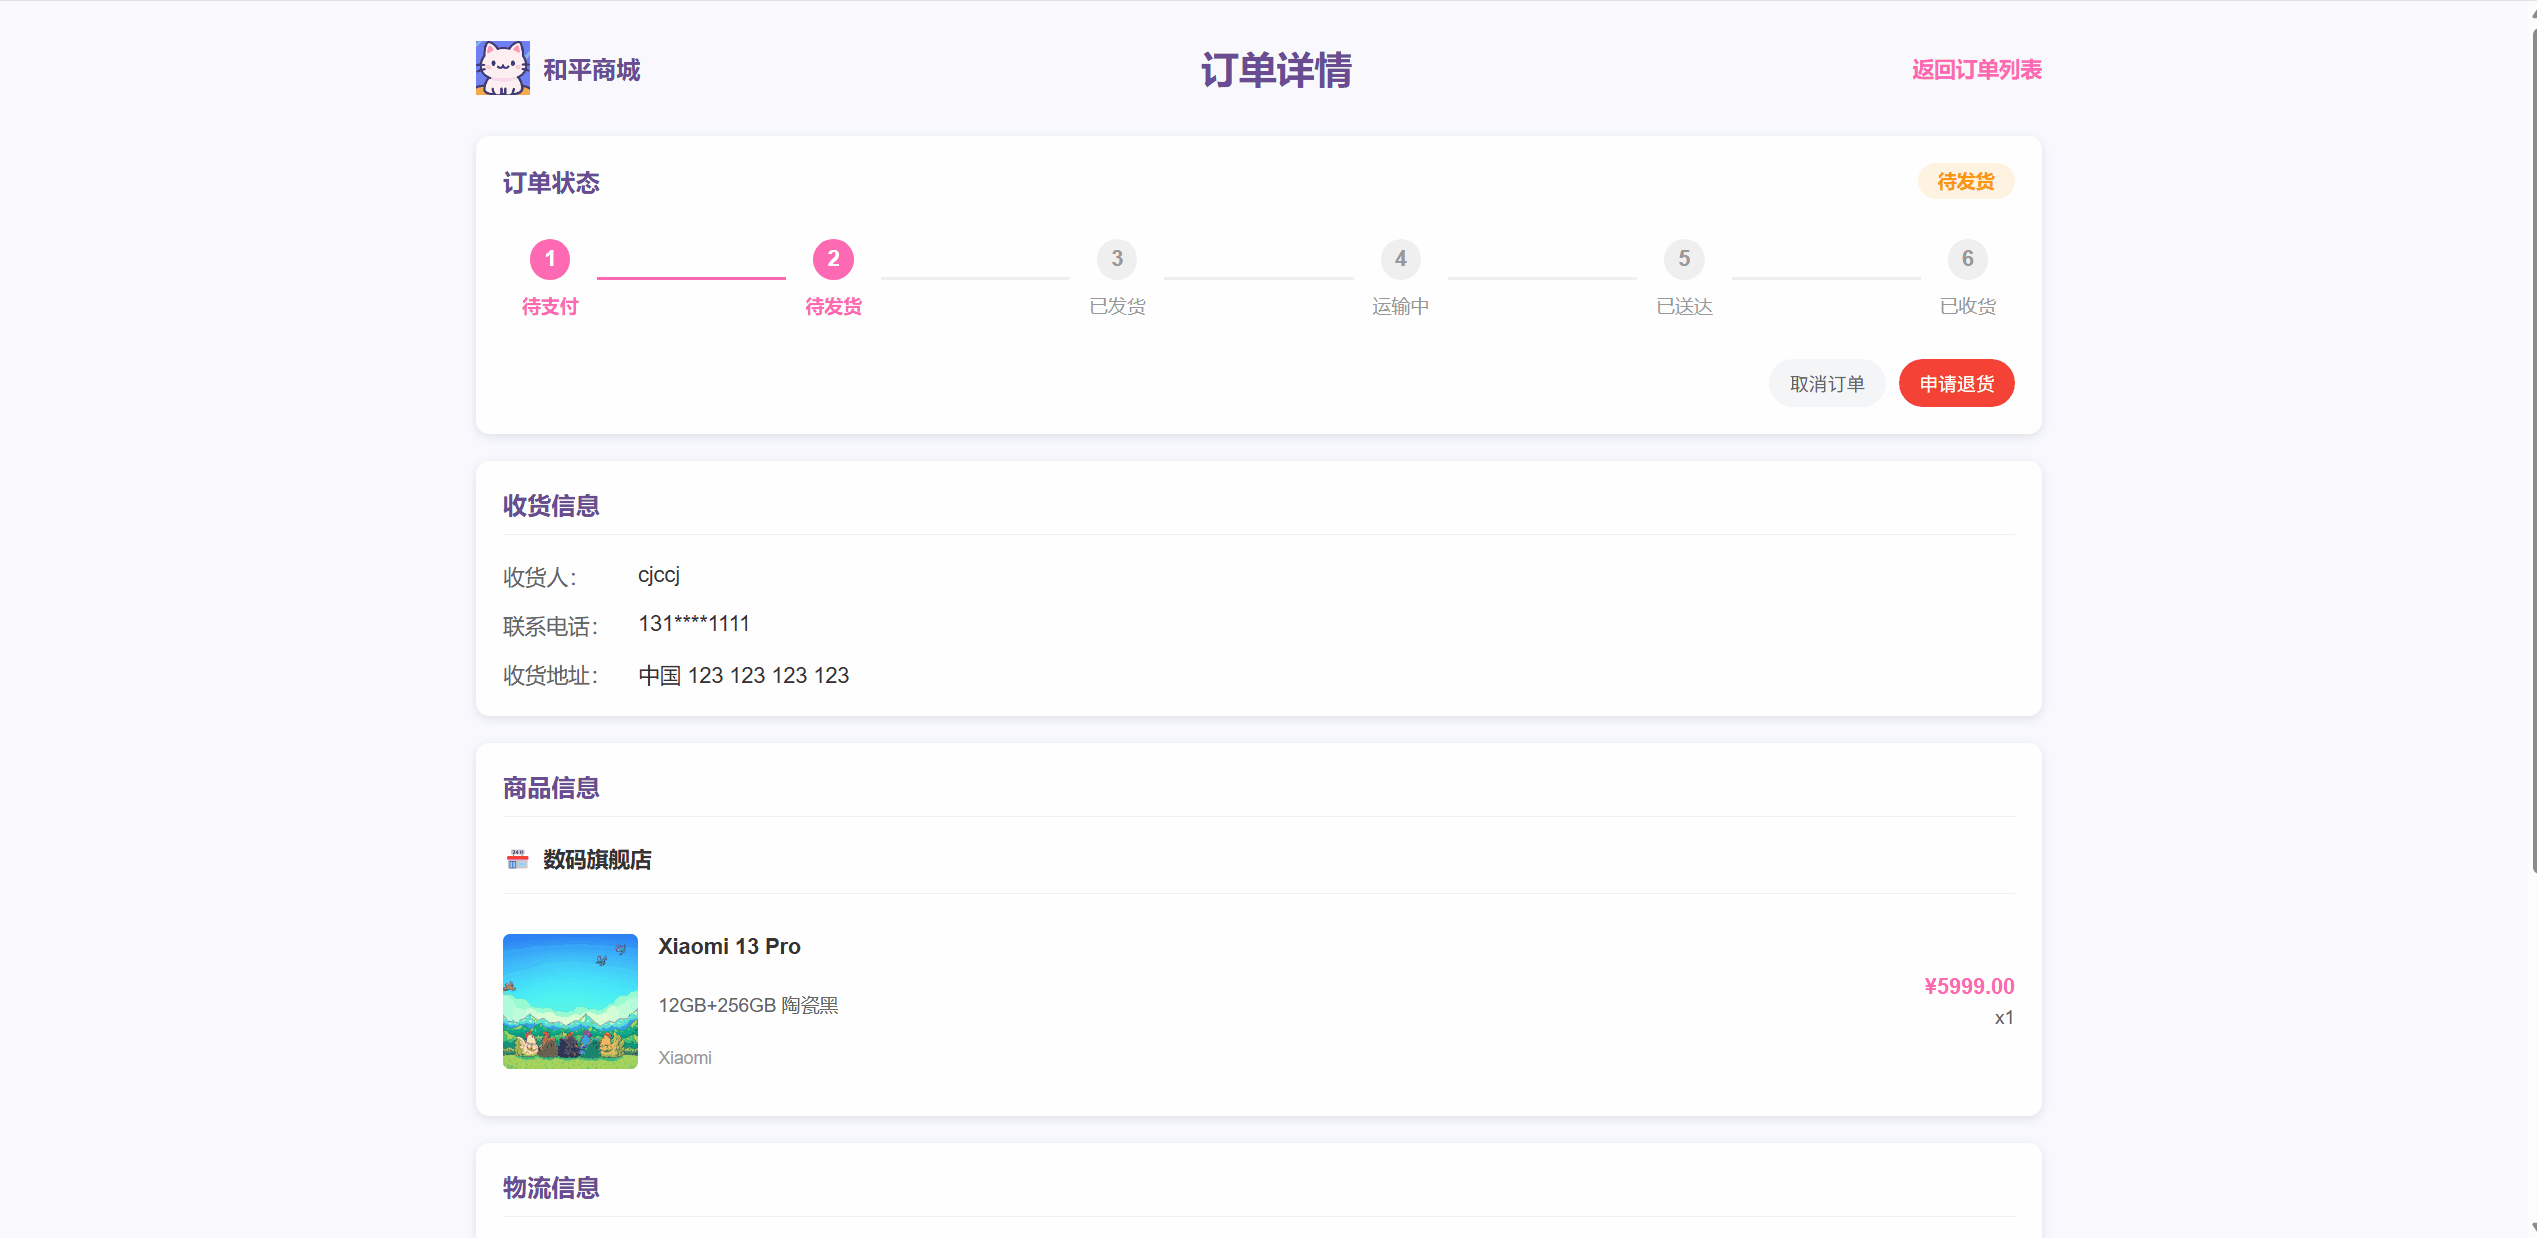 和平商城
订单详情
返回订单列表
订单状态
待发货
1
2
3
4
5
6
待支付
待发货
已发货
运输中
已送达
已收货
取消订单
申请退货
收货信息
收货人：
cjccj
联系电话：
131****1111
收货地址：
中国 123 123 123 123
商品信息
数码旗舰店
Xiaomi 13 Pro
12GB+256GB 陶瓷黑
Xiaomi
¥5999.00
x1
物流信息